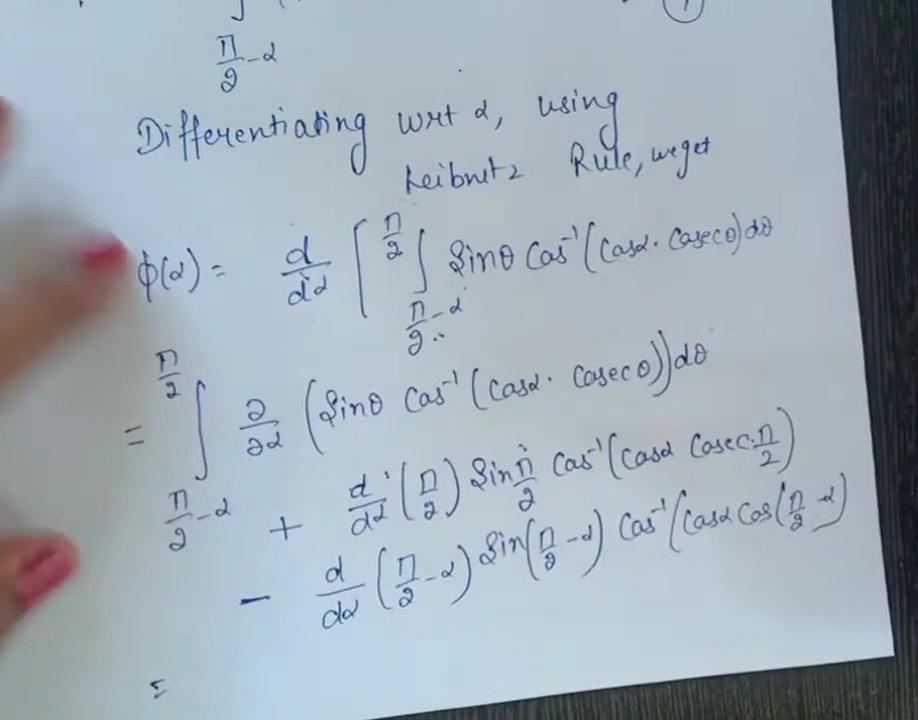 ∫ (
π/2 - α
①
Differentiating wrt α, using
Leibnitz Rule, we get
ϕ(α) = d/dα [ ∫_{π/2 - α}^{π/2} Sinθ Cos⁻¹(Cosα · Cosecθ) dθ
= ∫_{π/2 - α}^{π/2} ∂/∂α (Sinθ Cos⁻¹(Cosα · Cosecθ)) dθ
+ d/dα (π/2) Sin π/2 Cos⁻¹(Cosα Cosec · π/2)
- d/dα (π/2 - α) Sin(π/2 - α) Cos⁻¹(Cosα Cos(π/2 - α)
=